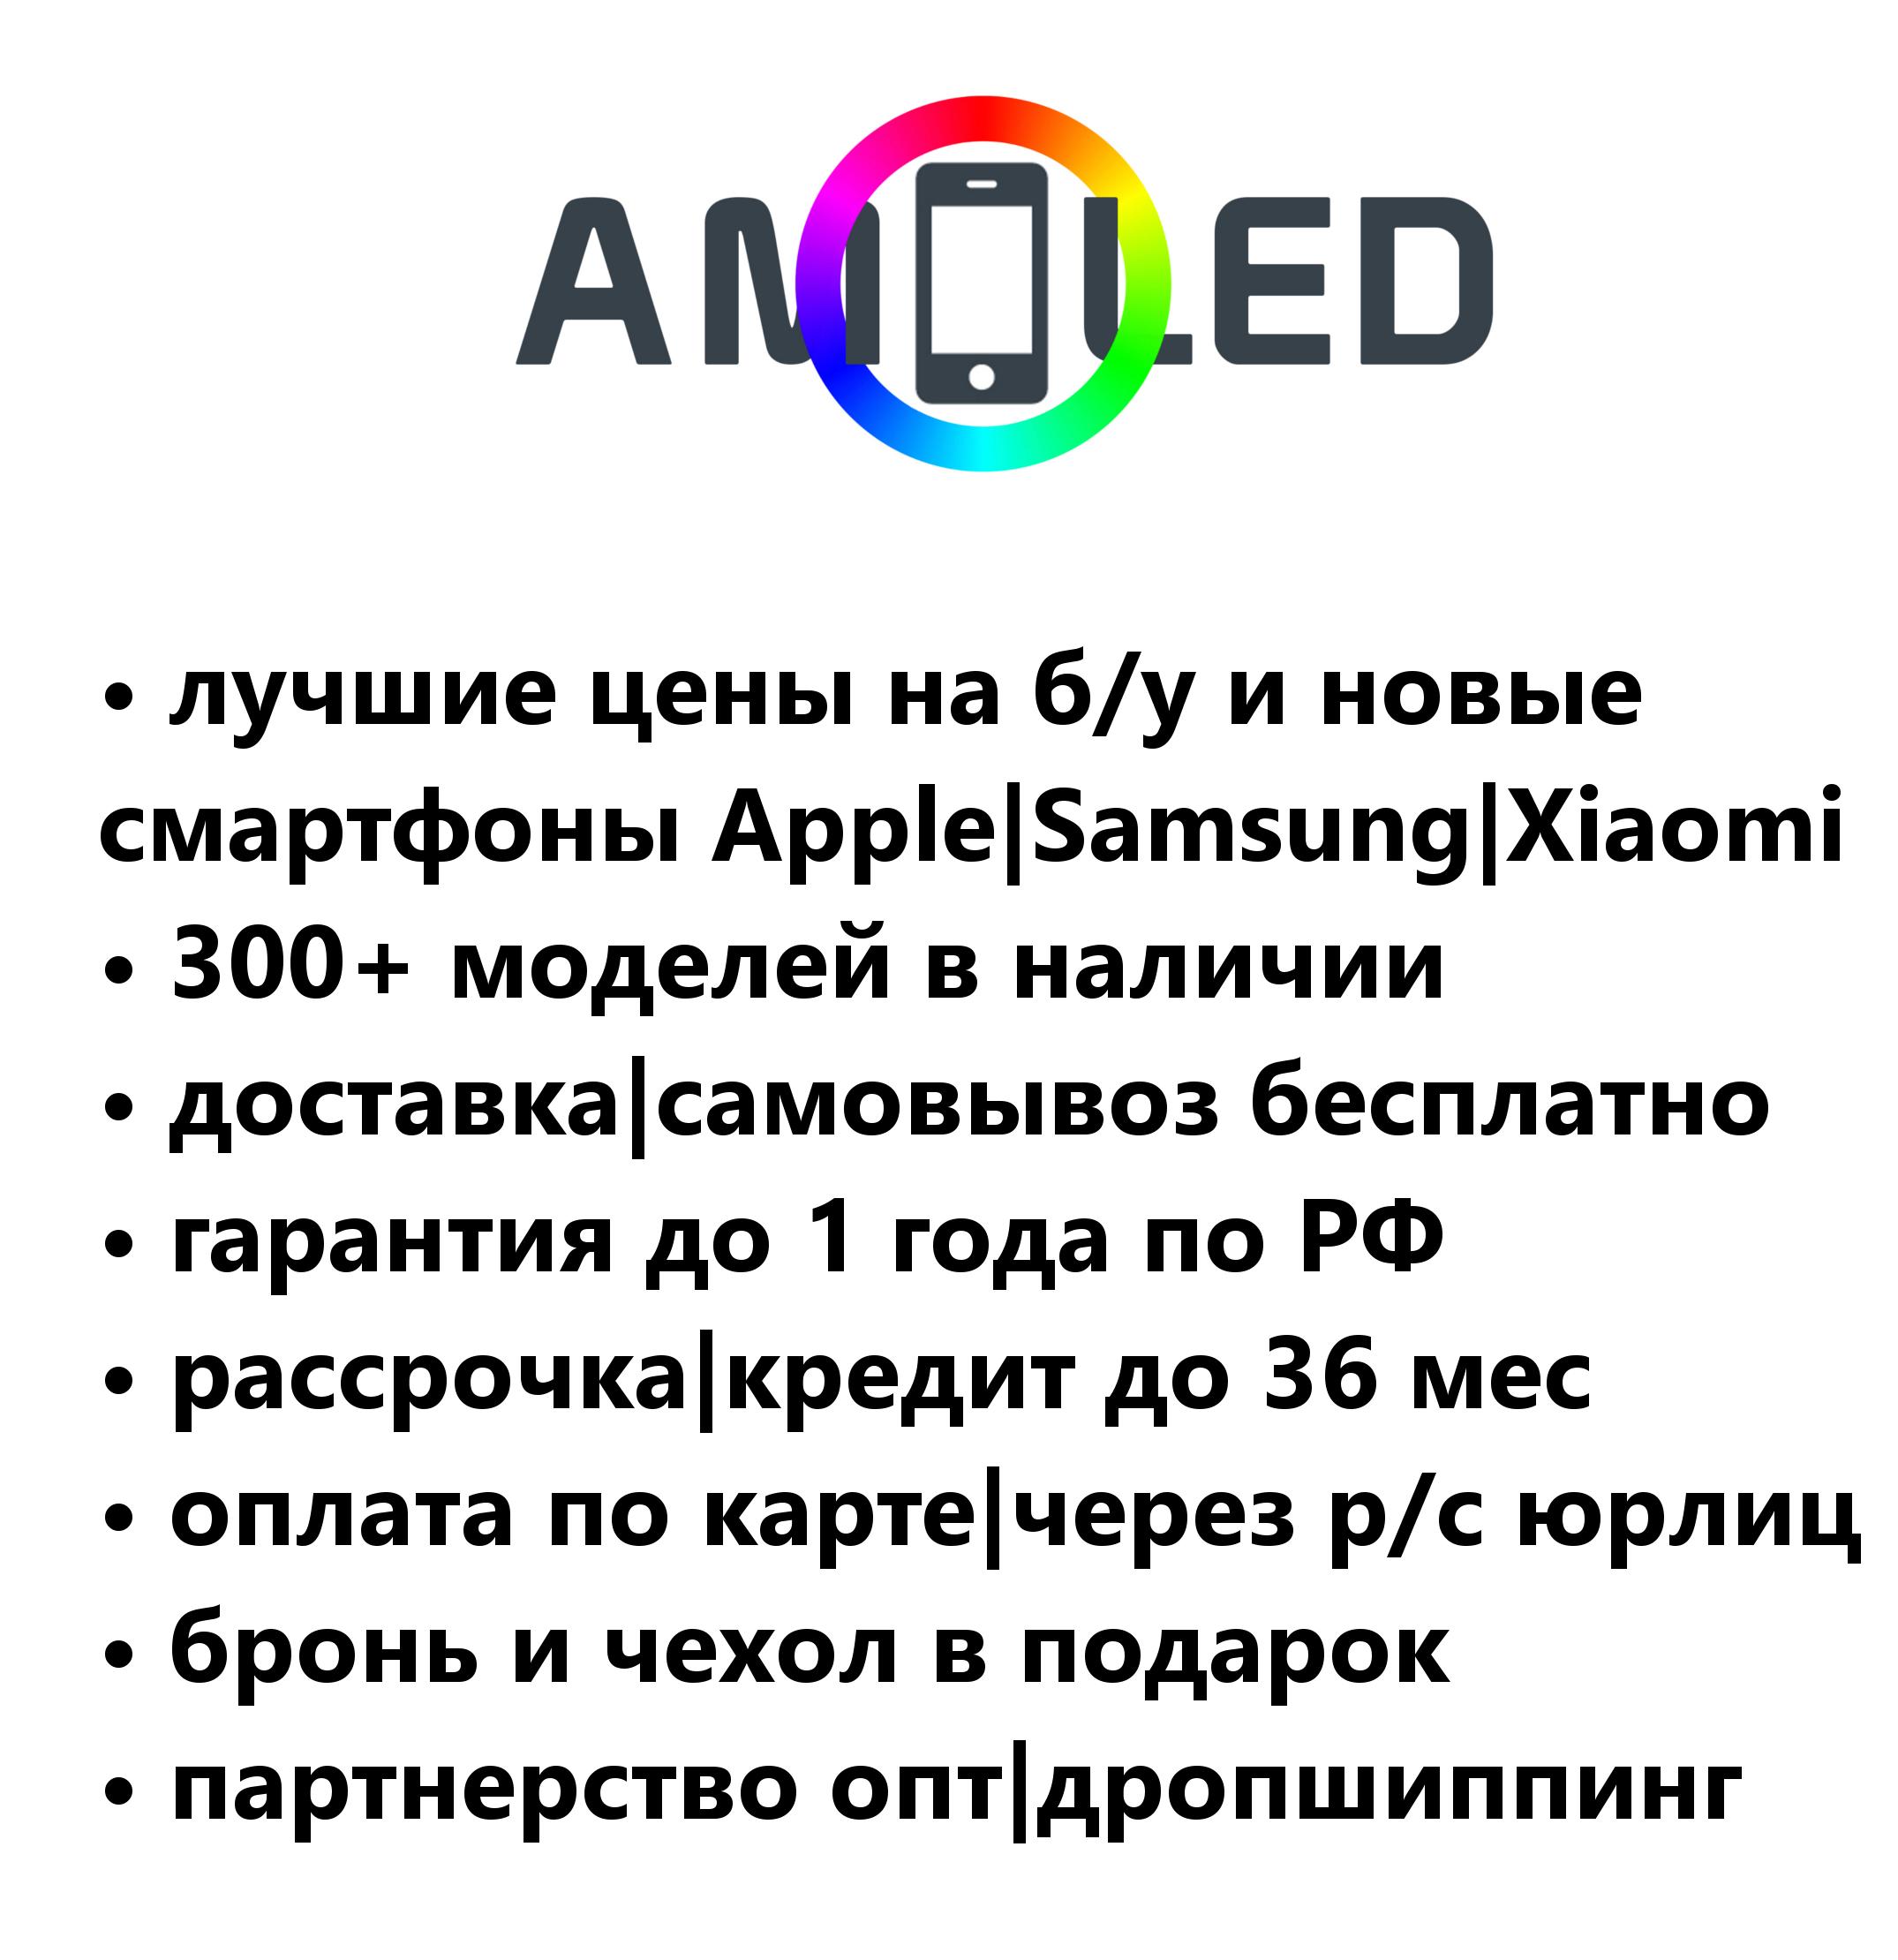 AMOLED
• лучшие цены на б/у и новые
смартфоны Apple|Samsung|Xiaomi
• 300+ моделей в наличии
• доставка|самовывоз бесплатно
• гарантия до 1 года по РФ
• рассрочка|кредит до 36 мес
• оплата по карте|через р/с юрлиц
• бронь и чехол в подарок
• партнерство опт|дропшиппинг